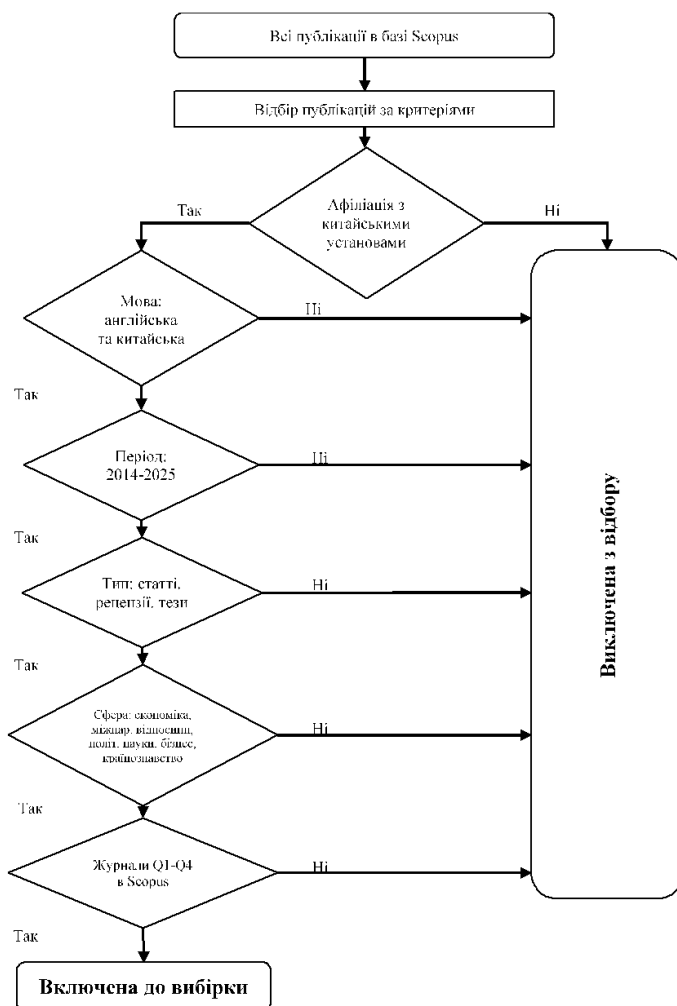 Всі публікації в базі Scopus
Відбір публікацій за критеріями
Афіліація з
китайськими
установами
Так
Ні
Мова:
англійська
та китайська
Ні
Так
Період:
2014-2025
Ні
Так
Тип: статті,
рецензії, тези
Ні
Так
Сфера: економіка,
міжнар. відносини,
політ. науки, бізнес,
країнознавство
Ні
Так
Журнали Q1-Q4
в Scopus
Ні
Так
Включена до вибірки
Виключена з відбору